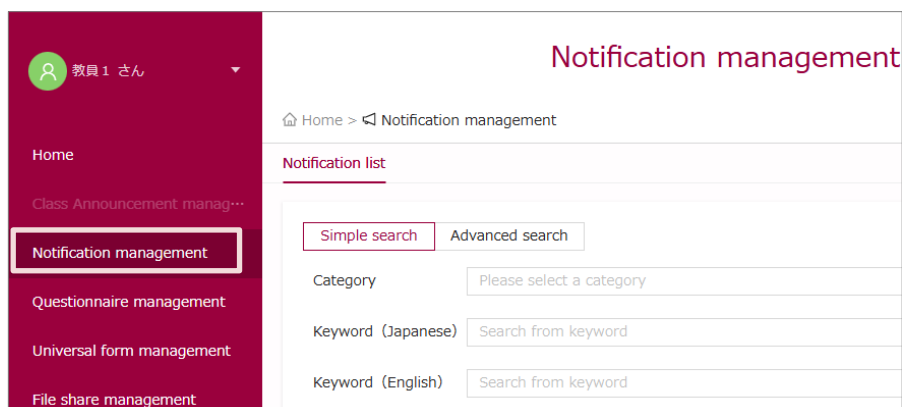 教員1 さん
Notification management
Home > Notification management
Home
Notification list
Class Announcement manag…
Simple search
Advanced search
Notification management
Category
Please select a category
Questionnaire management
Keyword（Japanese）
Search from keyword
Universal form management
Keyword（English）
Search from keyword
File share management